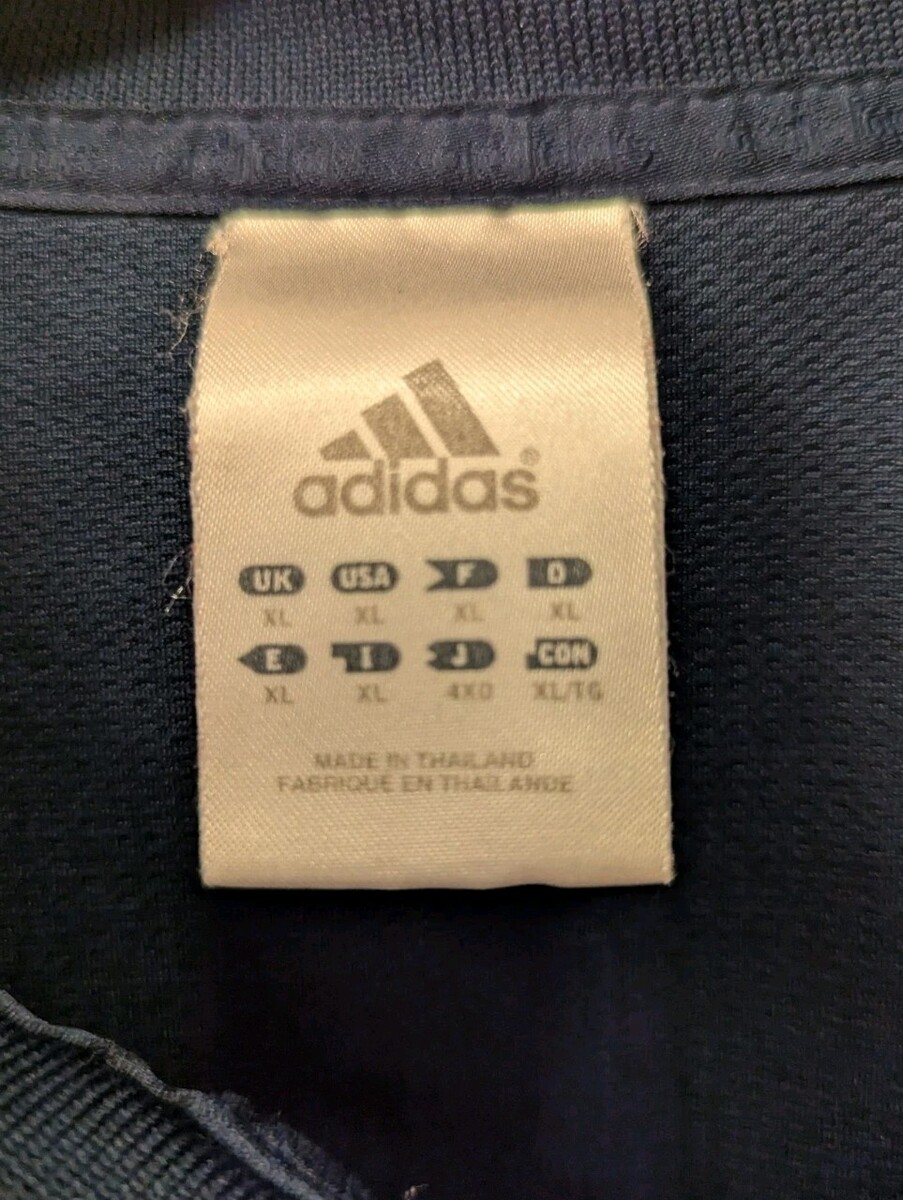 adidas®
UK USA F D
XL XL XL XL
E I J CON
XL XL 4XO XL/TG
MADE IN THAILAND
FABRIQUE EN THAILANDE